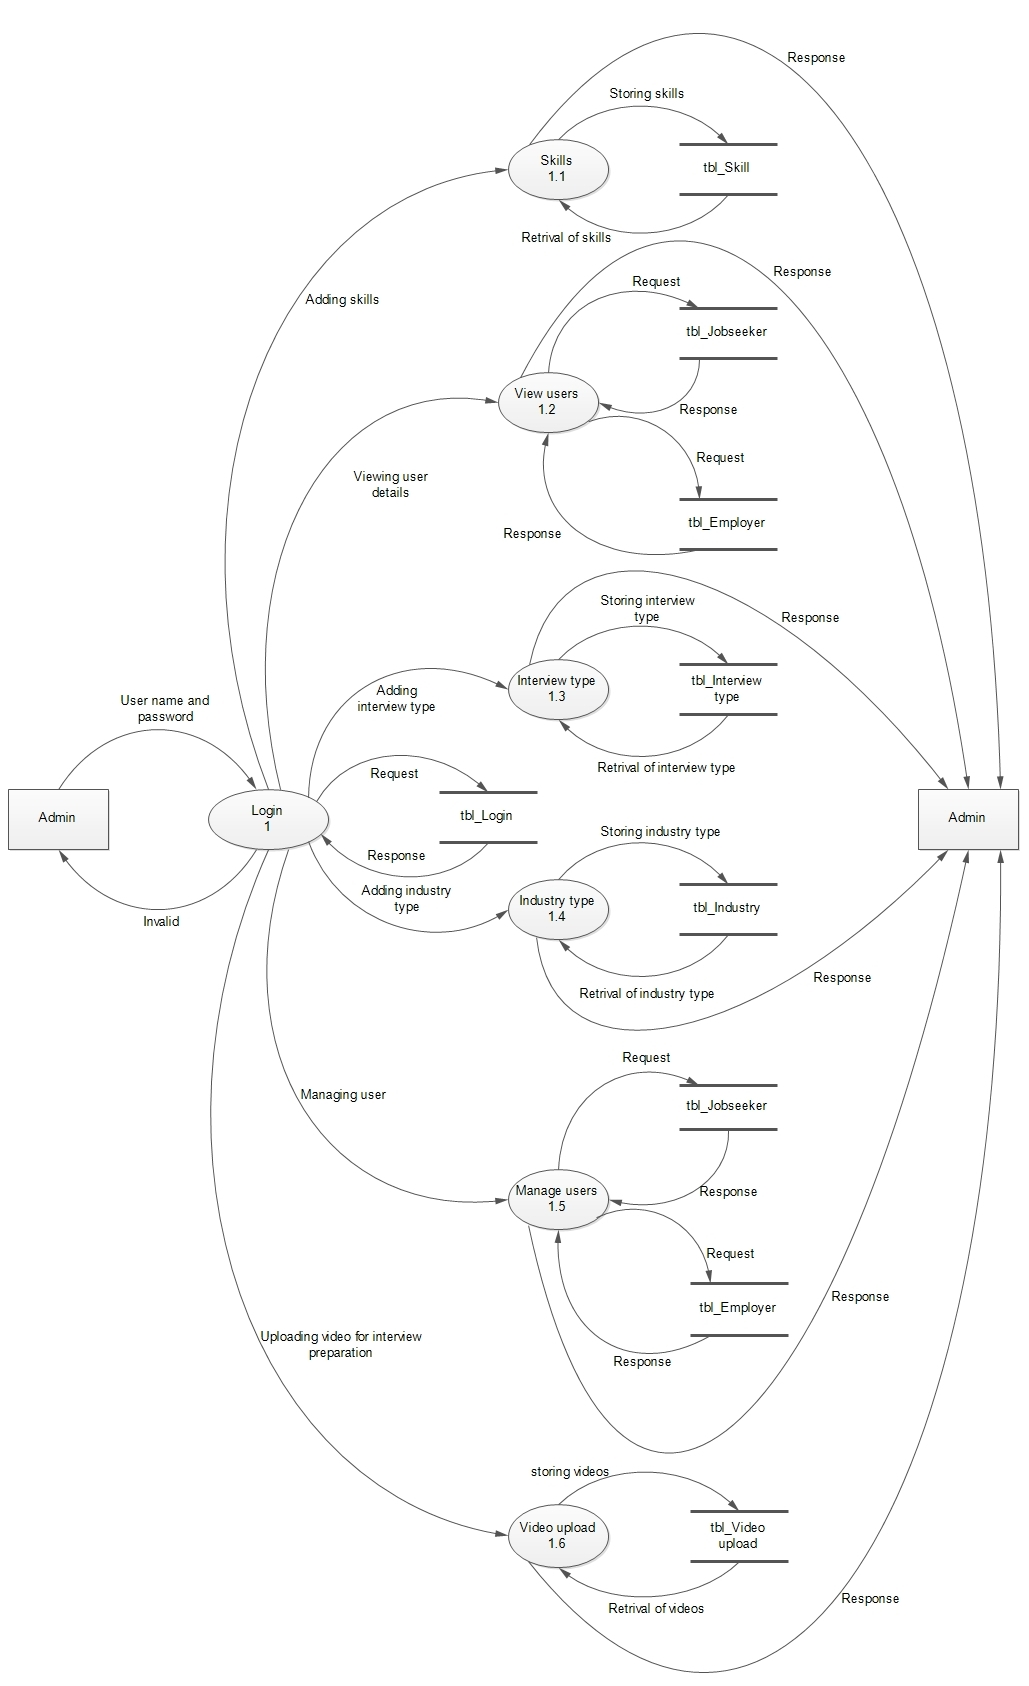 Response
Storing skills
Skills
1.1
tbl_Skill
Retrival of skills
Adding skills
Response
Request
tbl_Jobseeker
View users
1.2
Response
Viewing user
details
Request
tbl_Employer
Response
Storing interview
type
Response
Interview type
1.3
tbl_Interview
type
Adding
interview type
Retrival of interview type
User name and
password
Admin
Login
1
Request
tbl_Login
Response
Invalid
Admin
Storing industry type
Adding industry
type
Industry type
1.4
tbl_Industry
Retrival of industry type
Response
Request
tbl_Jobseeker
Managing user
Manage users
1.5
Response
Request
tbl_Employer
Response
Response
Uploading video for interview
preparation
storing videos
Video upload
1.6
tbl_Video
upload
Retrival of videos
Response